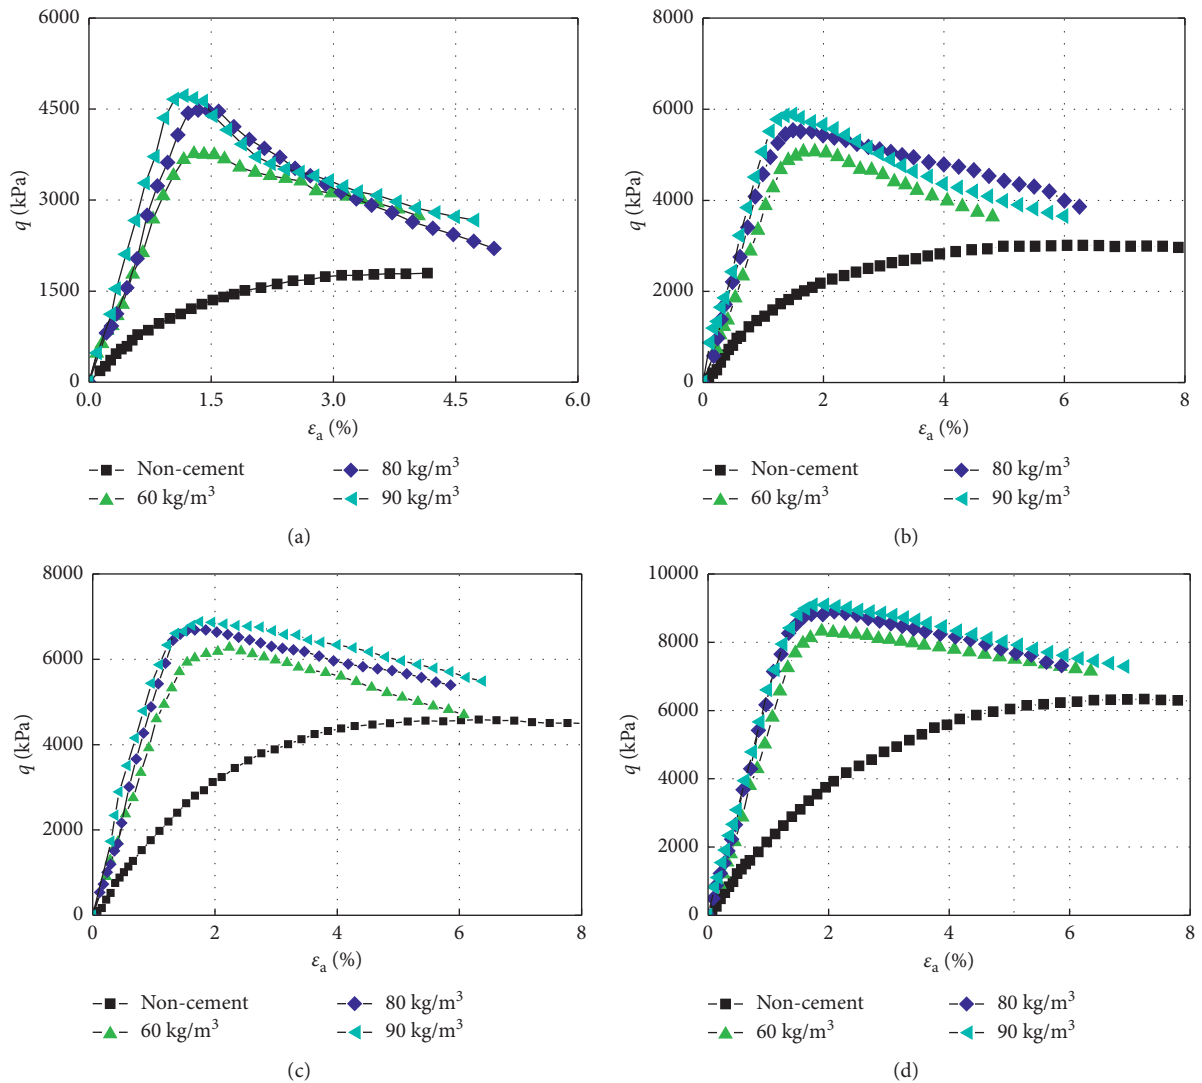 6000
4500
3000
1500
0
q (kPa)
0.0 1.5 3.0 4.5 6.0
εa (%)
Non-cement
60 kg/m³
80 kg/m³
90 kg/m³
(a)
8000
6000
4000
2000
0
q (kPa)
0 2 4 6 8
εa (%)
Non-cement
60 kg/m³
80 kg/m³
90 kg/m³
(b)
8000
6000
4000
2000
0
q (kPa)
0 2 4 6 8
εa (%)
Non-cement
60 kg/m³
80 kg/m³
90 kg/m³
(c)
10000
8000
6000
4000
2000
0
q (kPa)
0 2 4 6 8
εa (%)
Non-cement
60 kg/m³
80 kg/m³
90 kg/m³
(d)